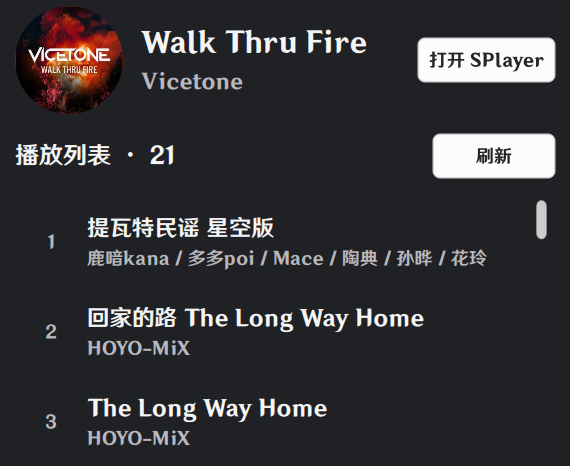 VICETONE
WALK THRU FIRE
Walk Thru Fire
Vicetone
打开 SPlayer
播放列表 · 21
刷新
1
提瓦特民谣 星空版
鹿喑kana / 多多poi / Mace / 陶典 / 孙晔 / 花玲
2
回家的路 The Long Way Home
HOYO-MiX
3
The Long Way Home
HOYO-MiX